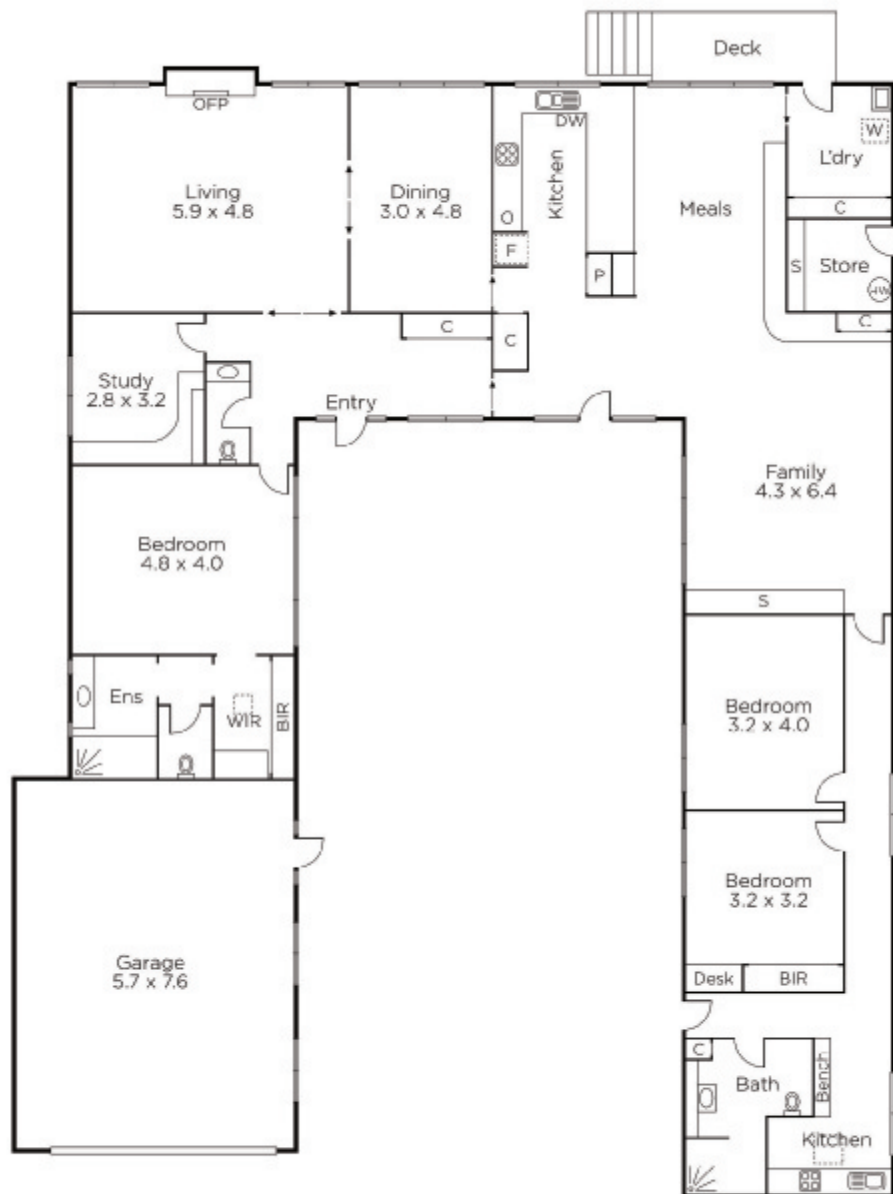 Deck
OFP
DW
W
Living
5.9 x 4.8
Dining
3.0 x 4.8
Kitchen
O
F
P
Meals
L'dry
C
S
Store
HW
C
C
C
Study
2.8 x 3.2
Entry
Family
4.3 x 6.4
Bedroom
4.8 x 4.0
S
Ens
WIR
BIR
Bedroom
3.2 x 4.0
Bedroom
3.2 x 3.2
Garage
5.7 x 7.6
Desk
BIR
C
Bath
Bench
Kitchen